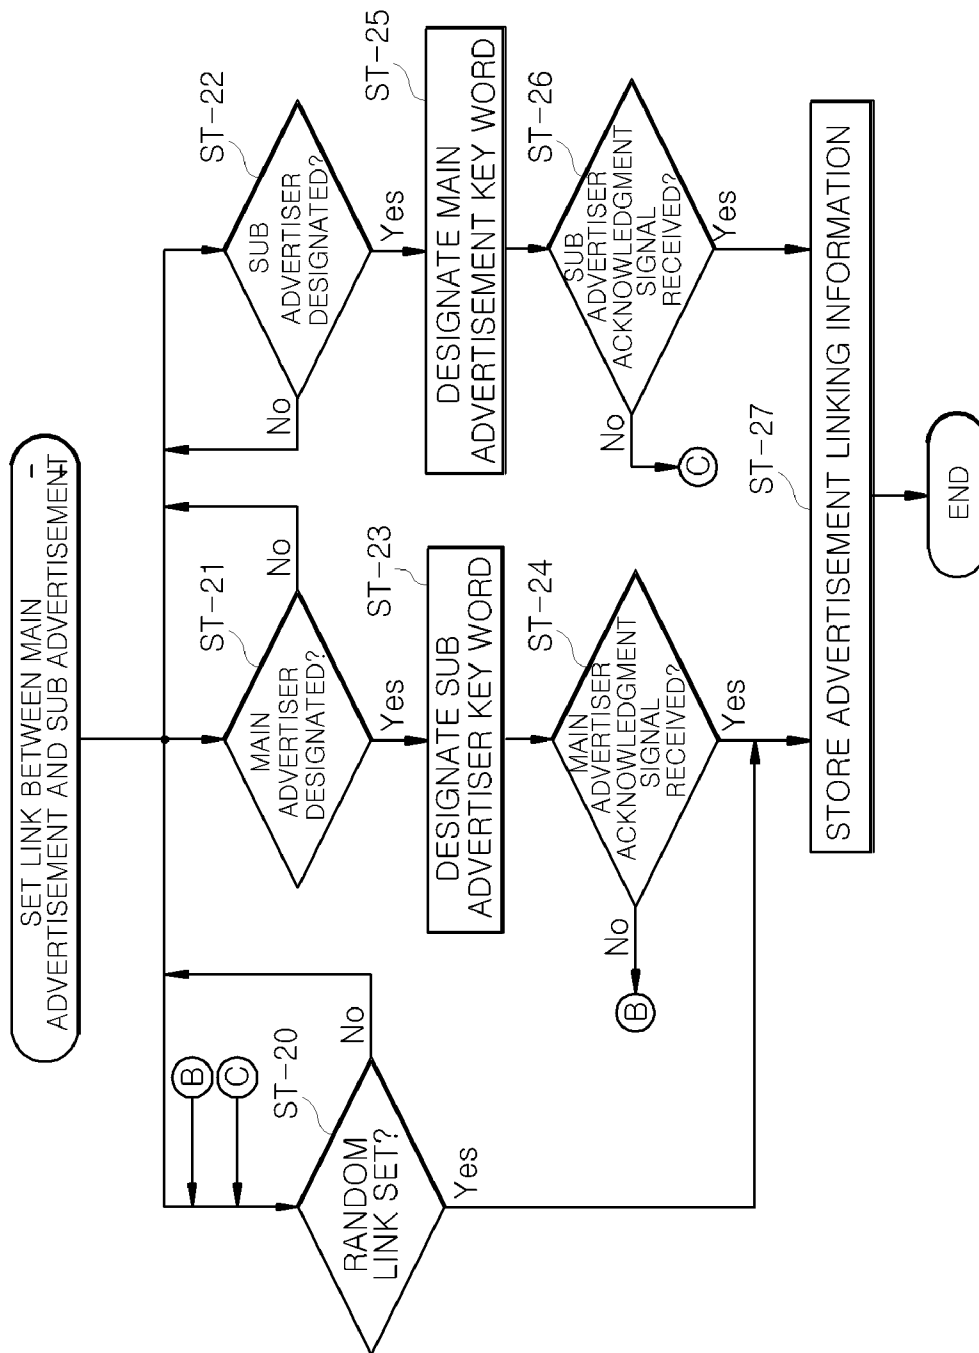 SET LINK BETWEEN MAIN
ADVERTISEMENT AND SUB ADVERTISEMENT
B
C
RANDOM
LINK SET?
ST-20
No
Yes
MAIN
ADVERTISER
DESIGNATED?
ST-21
No
Yes
SUB
ADVERTISER
DESIGNATED?
ST-22
No
Yes
DESIGNATE SUB
ADVERTISER KEY WORD
ST-23
DESIGNATE MAIN
ADVERTISEMENT KEY WORD
ST-25
MAIN
ADVERTISER
ACKNOWLEDGMENT
SIGNAL
RECEIVED?
ST-24
No
B
Yes
SUB
ADVERTISER
ACKNOWLEDGMENT
SIGNAL
RECEIVED?
ST-26
No
C
Yes
STORE ADVERTISEMENT LINKING INFORMATION
ST-27
END